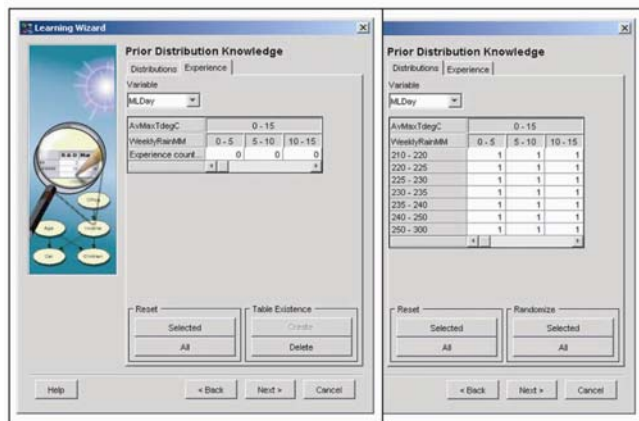 Learning Wizard
Prior Distribution Knowledge
Distributions Experience
Variable
MLDay
AvMaxTdegC 0 - 15
WeeklyRainMM 0 - 5 5 - 10 10 - 15
Experience count... 0 0 0
Reset
Selected
All
Table Existence
Create
Delete
Help
< Back Next > Cancel
Prior Distribution Knowledge
Distributions Experience
Variable
MLDay
AvMaxTdegC 0 - 15
WeeklyRainMM 0 - 5 5 - 10 10 - 15
210 - 220 1 1 1
220 - 225 1 1 1
225 - 230 1 1 1
230 - 235 1 1 1
235 - 240 1 1 1
240 - 250 1 1 1
250 - 300 1 1 1
Reset
Selected
All
Randomize
Selected
All
< Back Next > Cancel